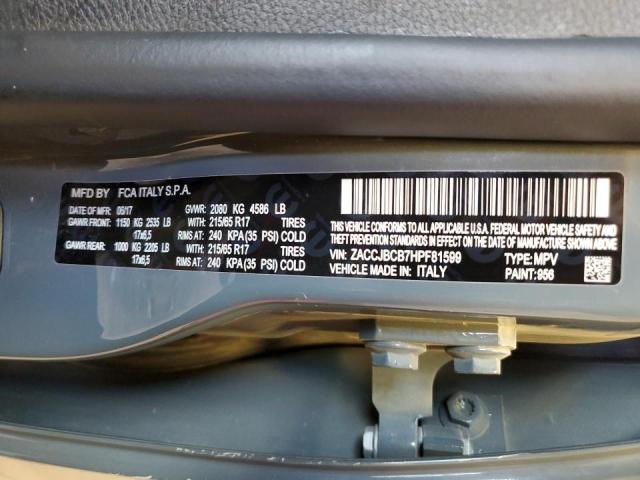 MFD BY FCA ITALY S.P.A.
DATE: 06/17 GVWR: 2080 KG 4586 LB
GAWR FRONT: 1150 KG 2535 LB WITH: 215/65 R17 TIRES
17x6,5 RIMS AT: 240 KPA(35 PSI) COLD
GAWR REAR: 1000 KG 2205 LB WITH: 215/65 R17 TIRES
17x6,5 RIMS AT: 240 KPA(35 PSI) COLD
THIS VEHICLE CONFORMS TO ALL APPLICABLE U.S.A. FEDERAL MOTOR VEHICLE
SAFETY, BUMPER, AND THEFT PREVENTION STANDARDS IN EFFECT
ON THE DATE OF MANUFACTURE SHOWN ABOVE.
VIN: ZACCJBCB7HPF81599 TYPE: MPV
VEHICLE MADE IN: ITALY PAINT: 956